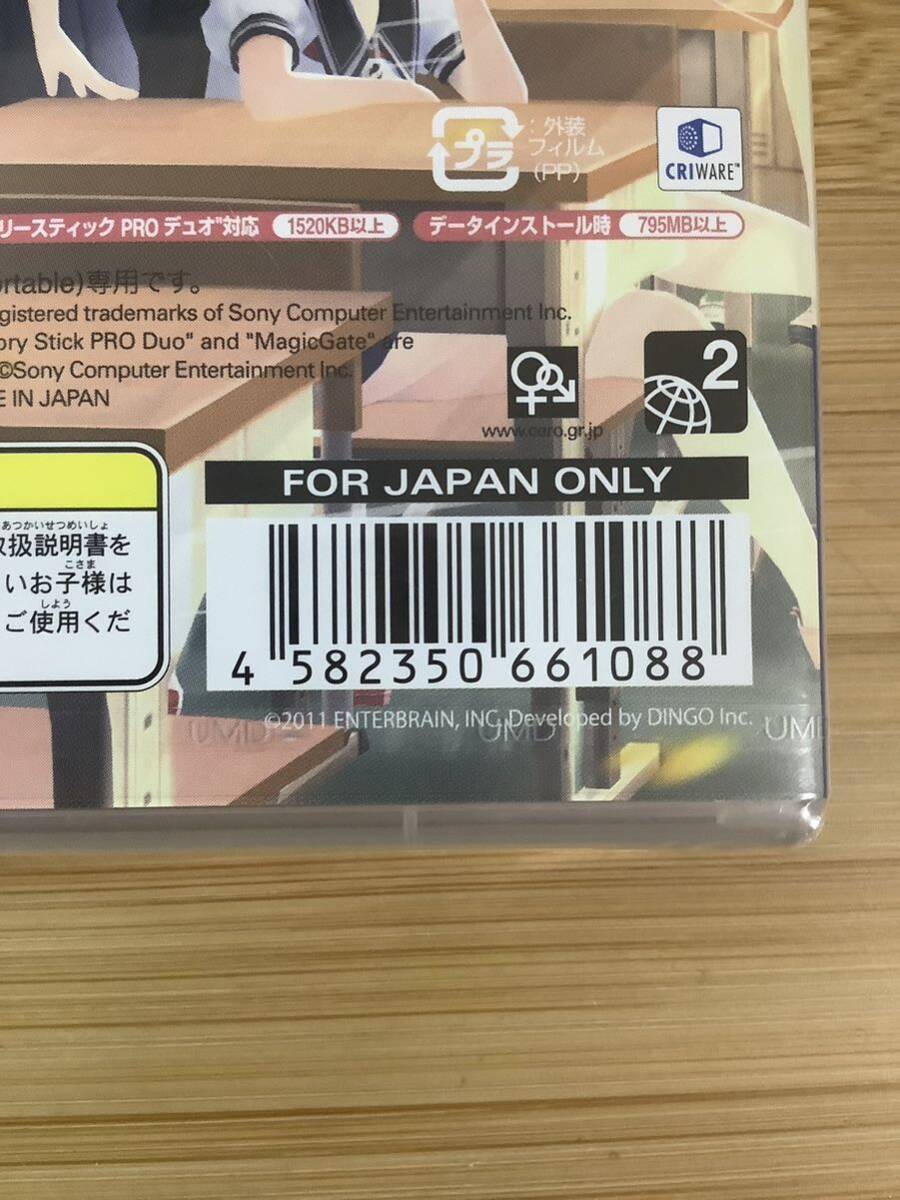 プラ
:外装
フィルム
(PP)
CRIWARE™
リースティック PRO デュオ"対応 1520KB以上 データインストール時 795MB以上
ortable)専用です。
gistered trademarks of Sony Computer Entertainment Inc.
ory Stick PRO Duo" and "MagicGate" are
©Sony Computer Entertainment Inc.
E IN JAPAN
2
www.cero.gr.jp
FOR JAPAN ONLY
あつかいせつめいしょ
取扱説明書を
こさま
いお子様は
しよう
ご使用くだ
4 582350 661088
©2011 ENTERBRAIN, INC. Developed by DINGO Inc.
UMD UMD UMD